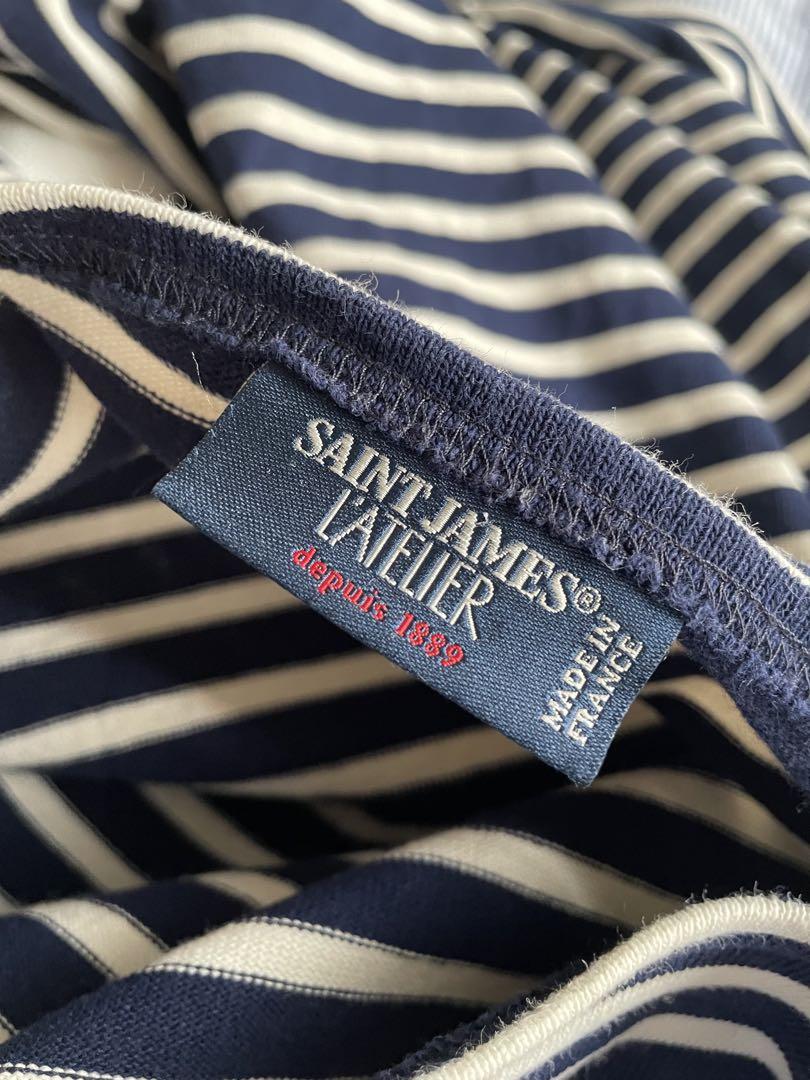 SAINT JAMES®
L'ATELIER
depuis 1889
MADE IN
FRANCE